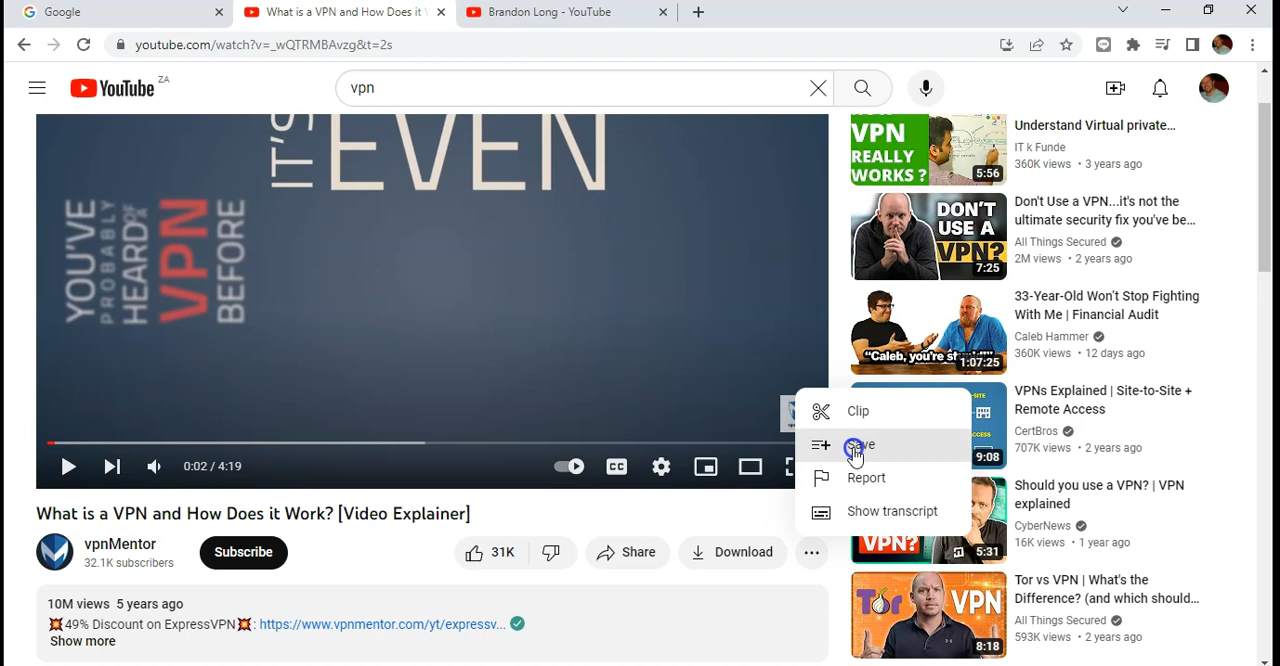 Google
What is a VPN and How Does it V
Brandon Long - YouTube
youtube.com/watch?v=_wQTRMBAvzg&t=2s
YouTube ZA
vpn
IT'S EVEN
YOU'VE
PROBABLY
HEARD OF A
VPN
BEFORE
0:02 / 4:19
CC
Clip
Save
Report
Show transcript
What is a VPN and How Does it Work? [Video Explainer]
vpnMentor
32.1K subscribers
Subscribe
31K
Share
Download
10M views 5 years ago
💥49% Discount on ExpressVPN💥: https://www.vpnmentor.com/yt/expressv...
Show more
VPN
REALLY
WORKS ?
5:56
Understand Virtual private...
IT k Funde
360K views • 3 years ago
DON'T
USE A
VPN?
7:25
Don't Use a VPN...it's not the
ultimate security fix you've be...
All Things Secured
2M views • 2 years ago
"Caleb, you're st
1:07:25
33-Year-Old Won't Stop Fighting
With Me | Financial Audit
Caleb Hammer
360K views • 12 days ago
-SITE
ACCESS
9:08
VPNs Explained | Site-to-Site +
Remote Access
CertBros
707K views • 2 years ago
VPN?
5:31
Should you use a VPN? | VPN
explained
CyberNews
16K views • 1 year ago
Tor VPN
8:18
Tor vs VPN | What's the
Difference? (and which should...
All Things Secured
593K views • 2 years ago